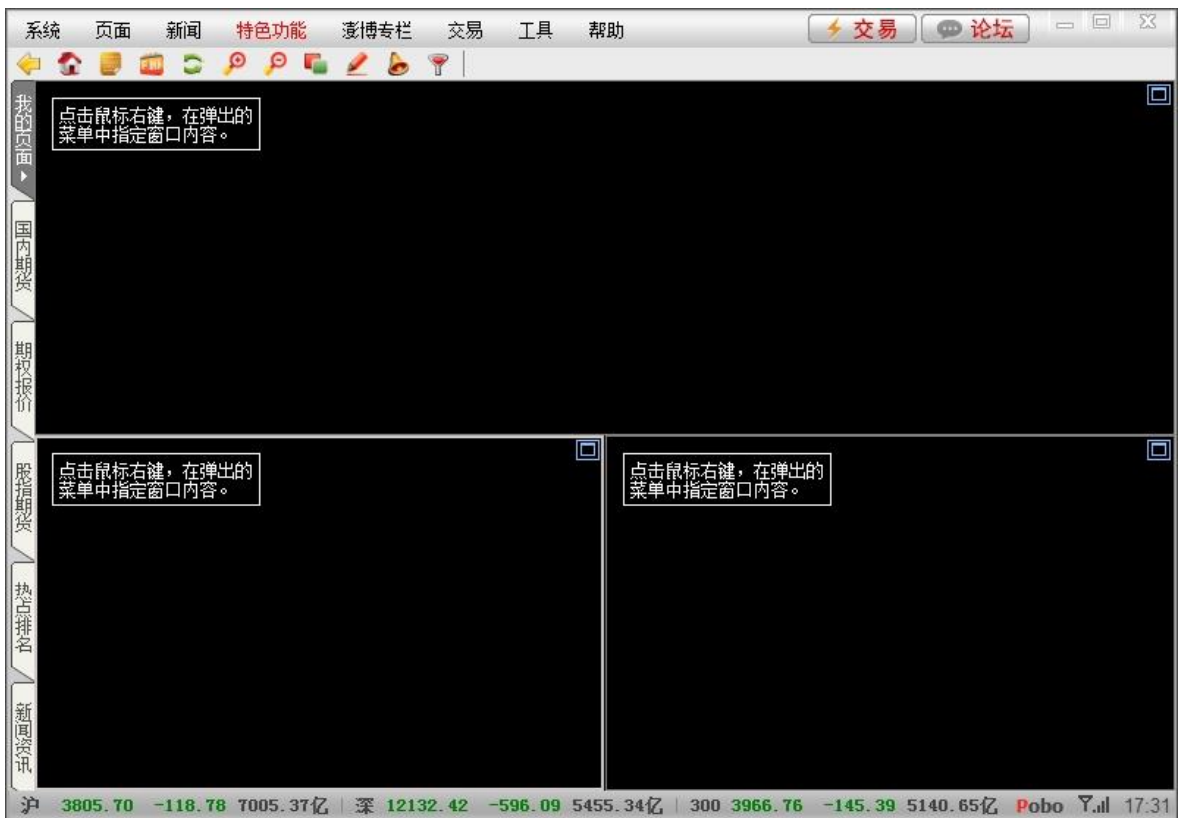 系统 页面 新闻 特色功能 澎博专栏 交易 工具 帮助 交易 论坛
我的页面
国内期货
期权报价
股指期货
热点排名
新闻资讯
点击鼠标右键，在弹出的
菜单中指定窗口内容。
点击鼠标右键，在弹出的
菜单中指定窗口内容。
点击鼠标右键，在弹出的
菜单中指定窗口内容。
沪 3805.70 -118.78 7005.37亿 深 12132.42 -596.09 5455.34亿 300 3966.76 -145.39 5140.65亿 Pobo 17:31